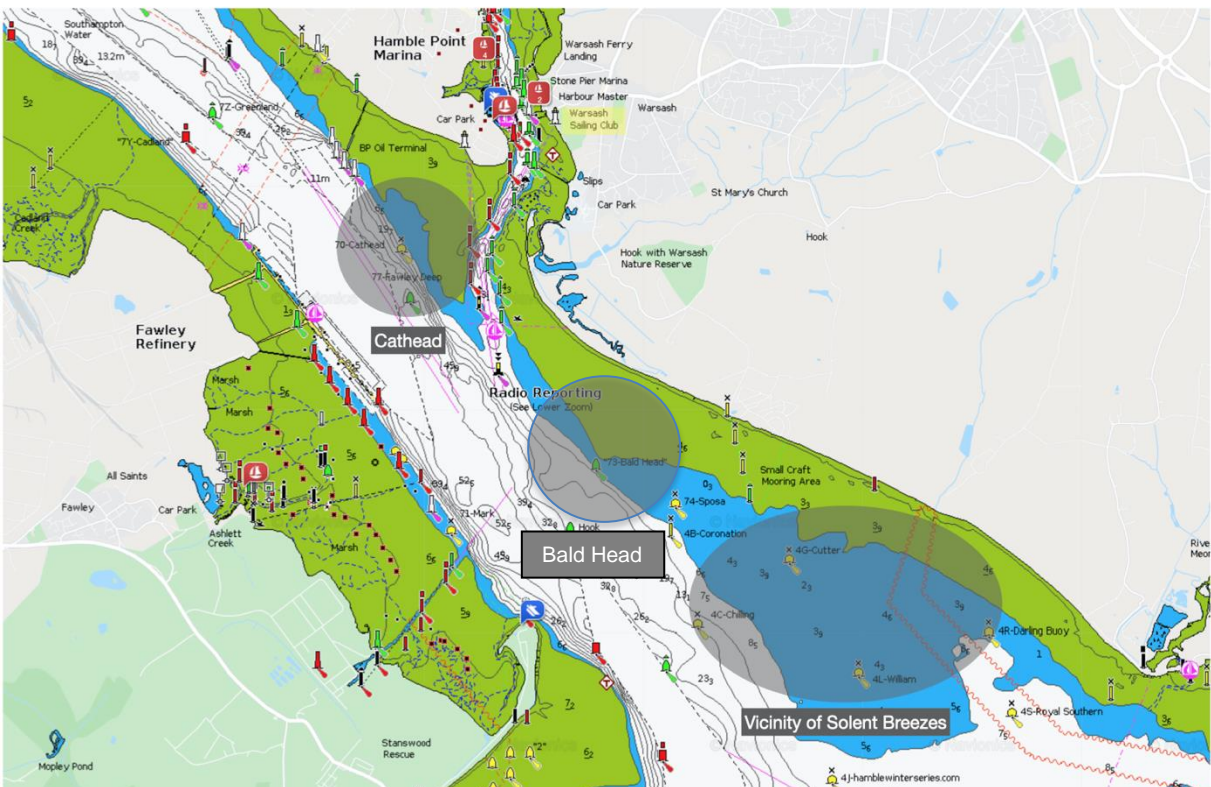 Southampton
Water
13.2m
Hamble Point
Marina
4
Warsash Ferry
Landing
Stone Pier Marina
2
Harbour Master
Warsash
Sailing Club
Warsash
Car Park
7Z-Greenland
"7Y-Cadland"
BP Oil Terminal
11m
Slips
Car Park
St Mary's Church
Hook
Hook with Warsash
Nature Reserve
Cadland
Creek
70-Cathead
77-Fawley Deep
Cathead
Fawley
Refinery
Radio Reporting
(See Lower Zoom)
Marsh
Marsh
"73-Bald Head"
Small Craft
Mooring Area
74-Sposa
All Saints
Fawley
Car Park
Ashlett
Creek
Marsh
71-Mark
Hook
4B-Coronation
Bald Head
4G-Cutter
4C-Chilling
4R-Darling Buoy
4L-William
4S-Royal Southern
Vicinity of Solent Breezes
Stanswood
Rescue
Mopley Pond
© Navionics
4J-hamblewinterseries.com